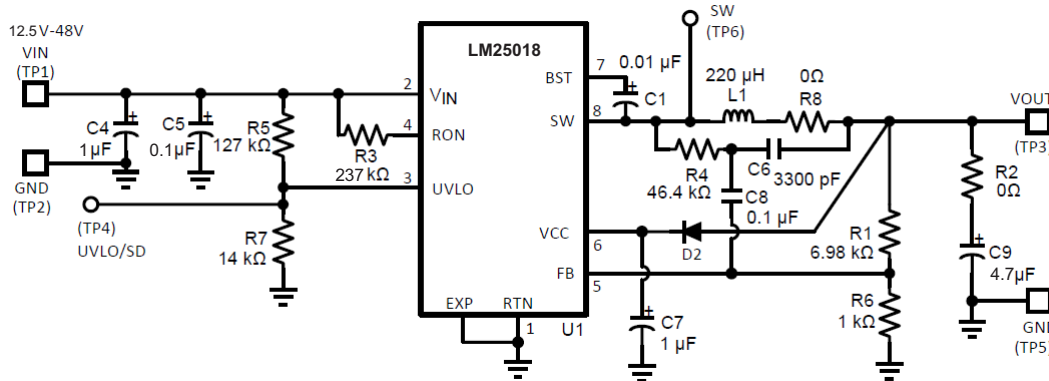 12.5V-48V
VIN
(TP1)
GND
(TP2)
(TP4)
UVLO/SD
C4
+
1µF
C5
+
0.1µF
R5
127 kΩ
R7
14 kΩ
R3
237 kΩ
LM25018
2
VIN
4
RON
3
UVLO
BST
7
SW
8
VCC
6
FB
5
EXP
RTN
1
U1
0.01 µF
+
C1
SW
(TP6)
220 µH
L1
0Ω
R8
R4
46.4 kΩ
C6
3300 pF
C8
0.1 µF
D2
+
C7
1 µF
R1
6.98 kΩ
R6
1 kΩ
VOUT
(TP3)
R2
0Ω
+
C9
4.7µF
GND
(TP5)